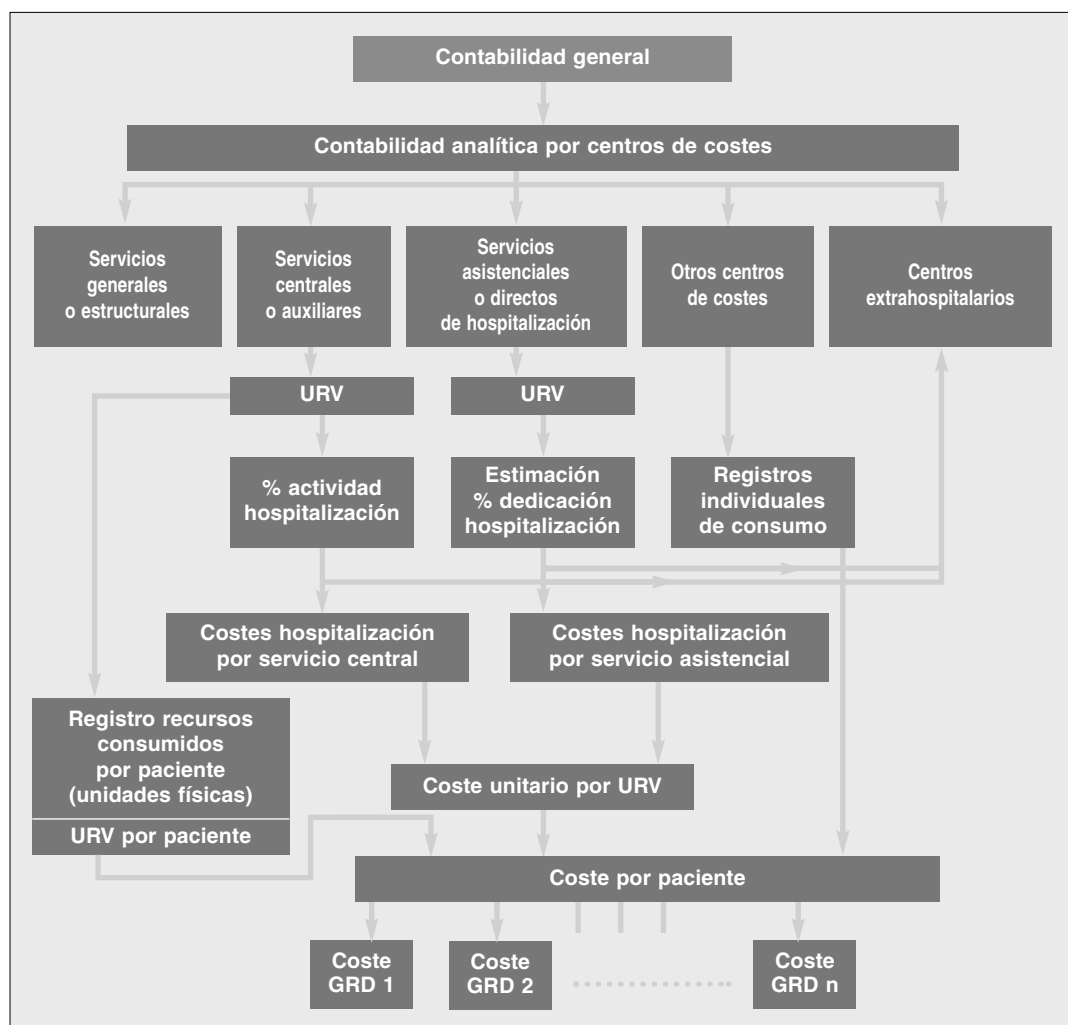 Contabilidad general
Contabilidad analítica por centros de costes
Servicios
generales
o estructurales
Servicios
centrales
o auxiliares
Servicios
asistenciales
o directos
de hospitalización
Otros centros
de costes
Centros
extrahospitalarios
URV
URV
% actividad
hospitalización
Estimación
% dedicación
hospitalización
Registros
individuales
de consumo
Costes hospitalización
por servicio central
Costes hospitalización
por servicio asistencial
Registro recursos
consumidos
por paciente
(unidades físicas)
URV por paciente
Coste unitario por URV
Coste por paciente
Coste
GRD 1
Coste
GRD 2
Coste
GRD n